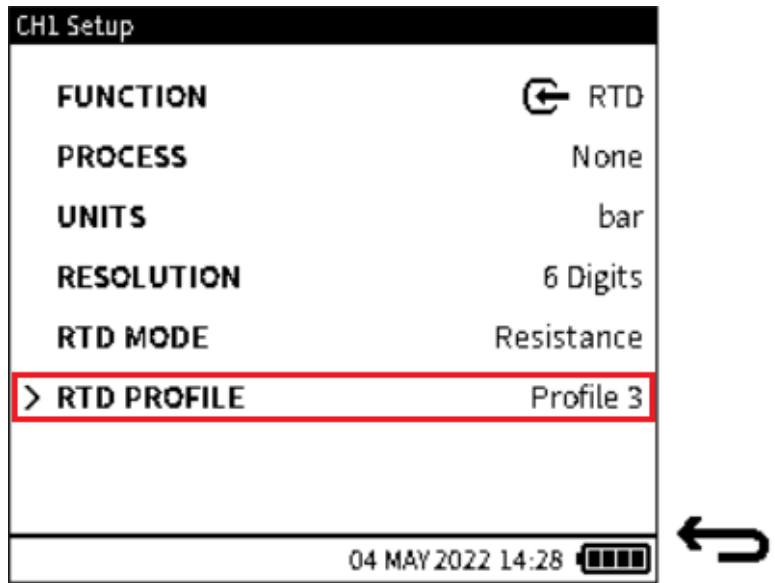 CH1 Setup
FUNCTION RTD
PROCESS None
UNITS bar
RESOLUTION 6 Digits
RTD MODE Resistance
> RTD PROFILE Profile 3
04 MAY 2022 14:28